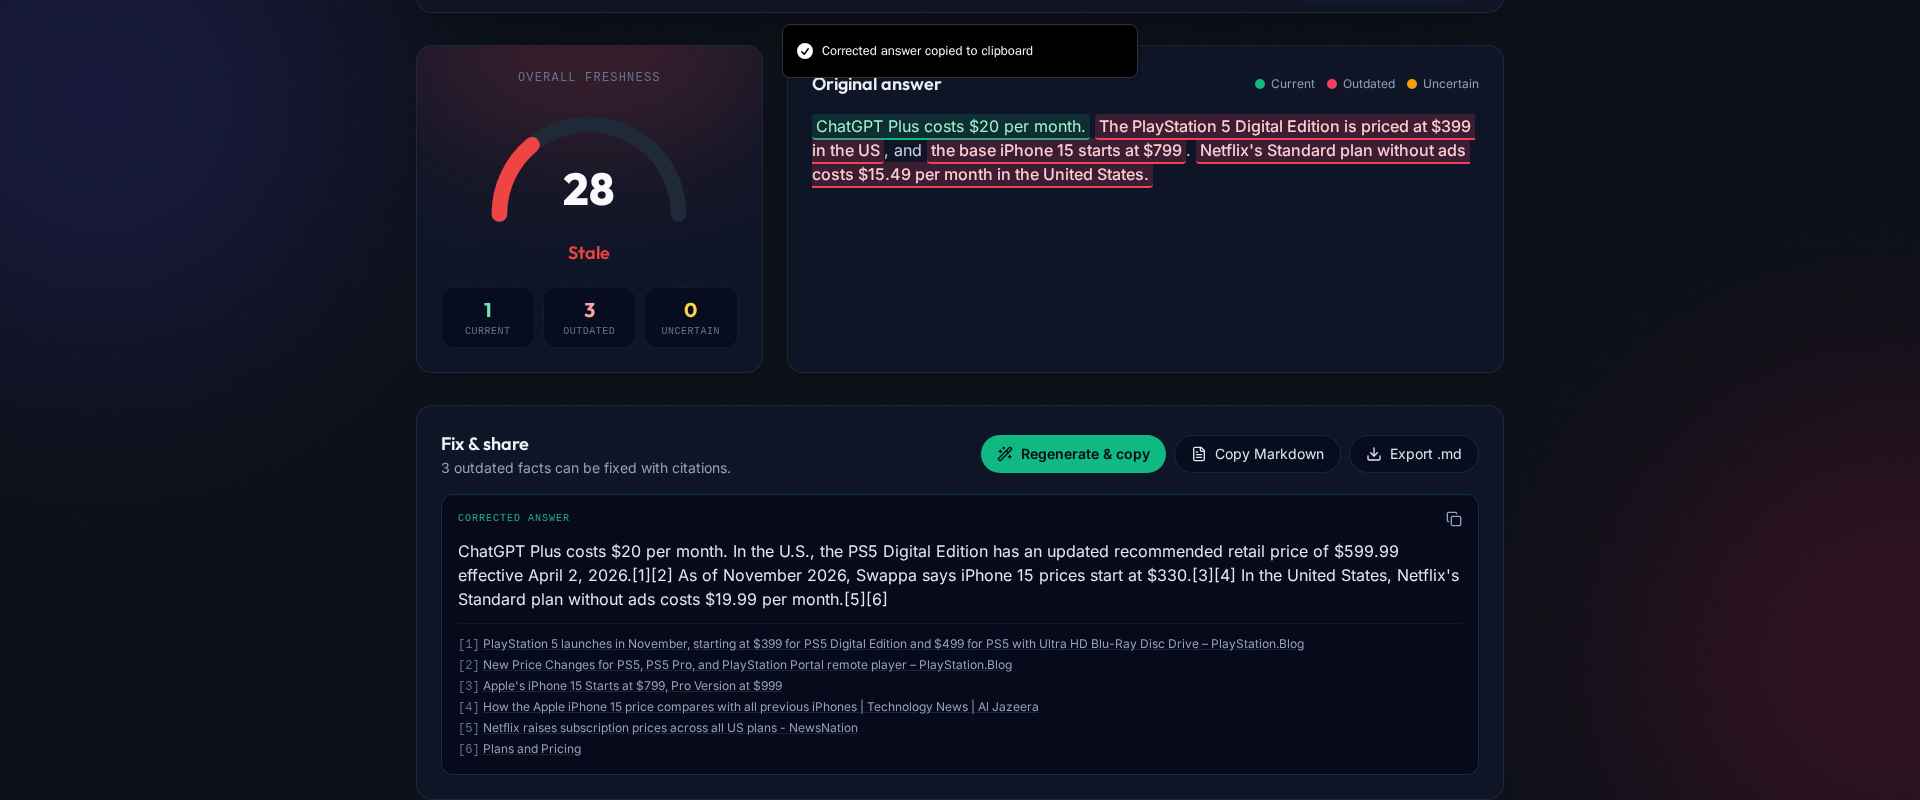 Corrected answer copied to clipboard
OVERALL FRESHNESS
28
Stale
1
CURRENT
3
OUTDATED
0
UNCERTAIN
Original answer
Current
Outdated
Uncertain
ChatGPT Plus costs $20 per month. The PlayStation 5 Digital Edition is priced at $399
in the US, and the base iPhone 15 starts at $799. Netflix's Standard plan without ads
costs $15.49 per month in the United States.
Fix & share
3 outdated facts can be fixed with citations.
Regenerate & copy
Copy Markdown
Export .md
CORRECTED ANSWER
ChatGPT Plus costs $20 per month. In the U.S., the PS5 Digital Edition has an updated recommended retail price of $599.99
effective April 2, 2026.[1][2] As of November 2026, Swappa says iPhone 15 prices start at $330.[3][4] In the United States, Netflix's
Standard plan without ads costs $19.99 per month.[5][6]
[1] PlayStation 5 launches in November, starting at $399 for PS5 Digital Edition and $499 for PS5 with Ultra HD Blu-Ray Disc Drive – PlayStation.Blog
[2] New Price Changes for PS5, PS5 Pro, and PlayStation Portal remote player – PlayStation.Blog
[3] Apple's iPhone 15 Starts at $799, Pro Version at $999
[4] How the Apple iPhone 15 price compares with all previous iPhones | Technology News | Al Jazeera
[5] Netflix raises subscription prices across all US plans - NewsNation
[6] Plans and Pricing